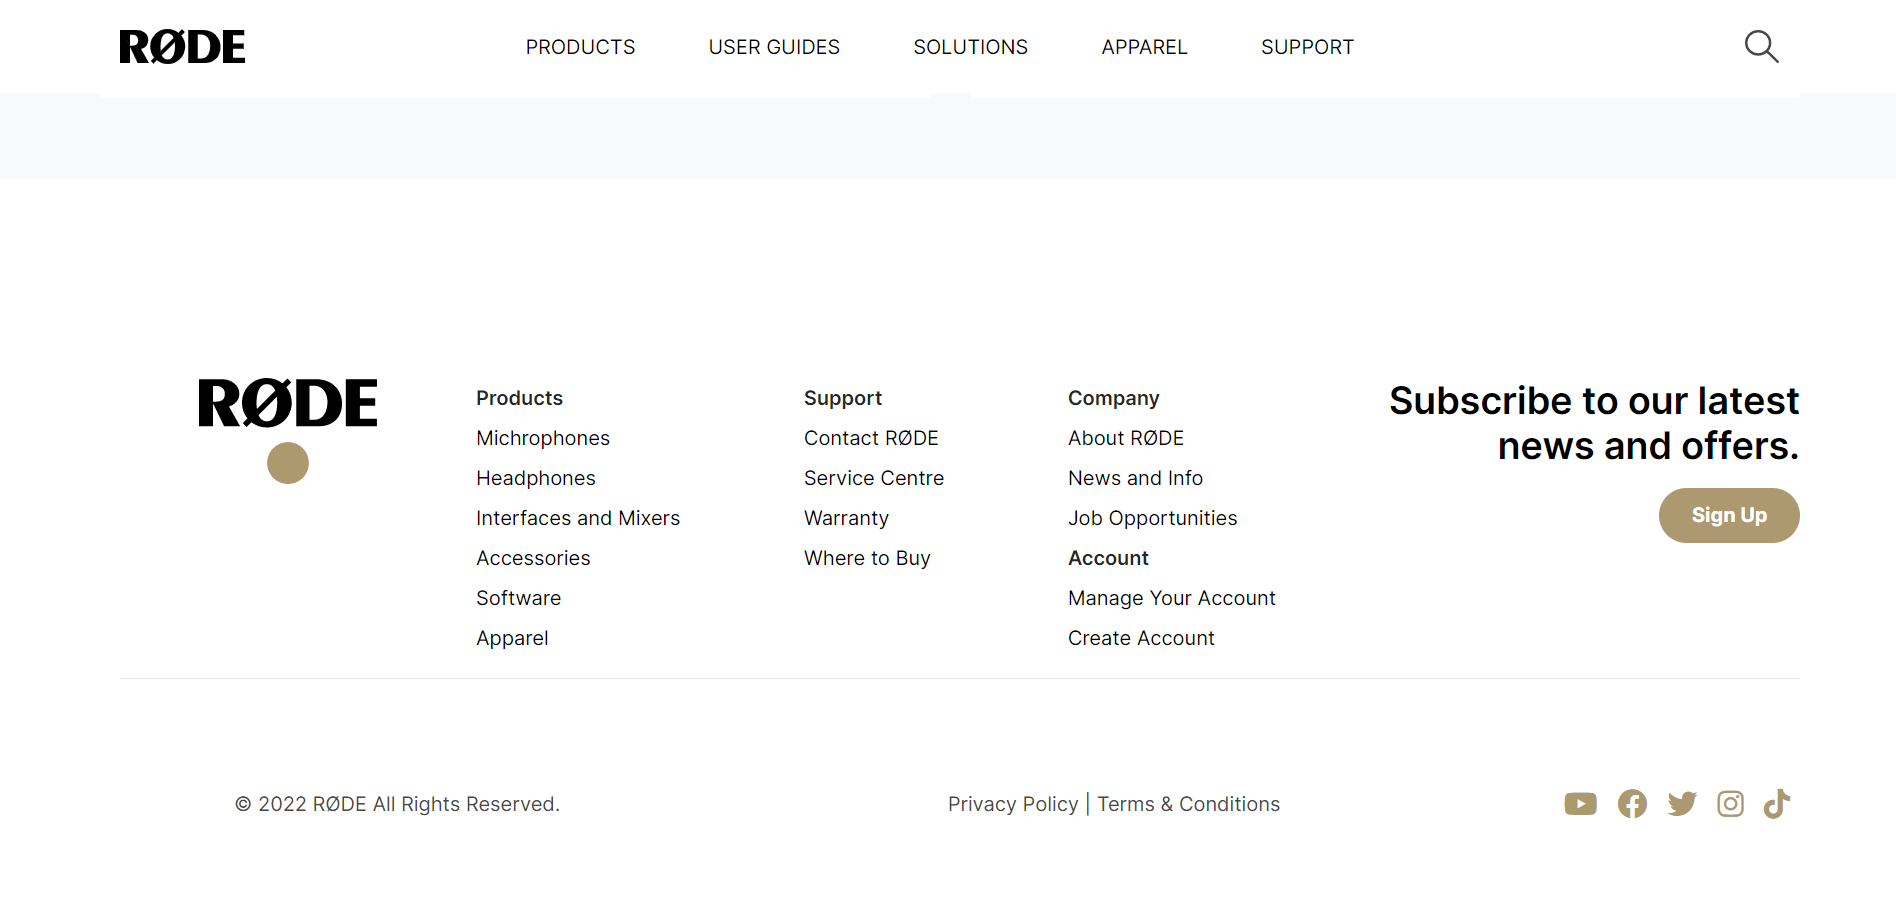 RØDE
PRODUCTS
USER GUIDES
SOLUTIONS
APPAREL
SUPPORT
RØDE
Products
Michrophones
Headphones
Interfaces and Mixers
Accessories
Software
Apparel
Support
Contact RØDE
Service Centre
Warranty
Where to Buy
Company
About RØDE
News and Info
Job Opportunities
Account
Manage Your Account
Create Account
Subscribe to our latest
news and offers.
Sign Up
© 2022 RØDE All Rights Reserved.
Privacy Policy | Terms & Conditions